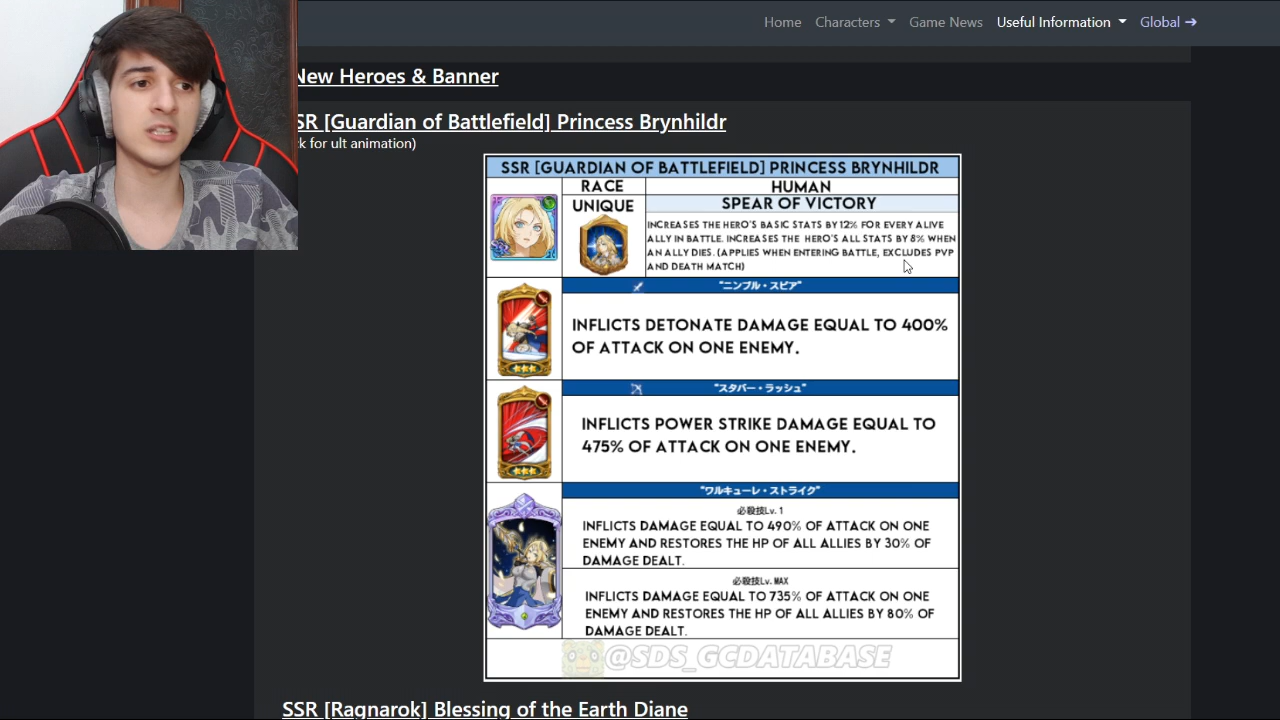 Home Characters Game News Useful Information Global →
New Heroes & Banner
SR [Guardian of Battlefield] Princess Brynhildr
k for ult animation)
SSR [GUARDIAN OF BATTLEFIELD] PRINCESS BRYNHILDR
RACE HUMAN
UNIQUE SPEAR OF VICTORY
INCREASES THE HERO'S BASIC STATS BY 12% FOR EVERY ALIVE
ALLY IN BATTLE. INCREASES THE HERO'S ALL STATS BY 8% WHEN
AN ALLY DIES. (APPLIES WHEN ENTERING BATTLE, EXCLUDES PVP
AND DEATH MATCH)
"ニンブル・スピア"
INFLICTS DETONATE DAMAGE EQUAL TO 400%
OF ATTACK ON ONE ENEMY.
"スタバー・ラッシュ"
INFLICTS POWER STRIKE DAMAGE EQUAL TO
475% OF ATTACK ON ONE ENEMY.
"ワルキューレ・ストライク"
必殺技Lv. 1
INFLICTS DAMAGE EQUAL TO 490% OF ATTACK ON ONE
ENEMY AND RESTORES THE HP OF ALL ALLIES BY 30% OF
DAMAGE DEALT.
必殺技Lv. MAX
INFLICTS DAMAGE EQUAL TO 735% OF ATTACK ON ONE
ENEMY AND RESTORES THE HP OF ALL ALLIES BY 80% OF
DAMAGE DEALT.
@SDS_GCDATABASE
SSR [Ragnarok] Blessing of the Earth Diane